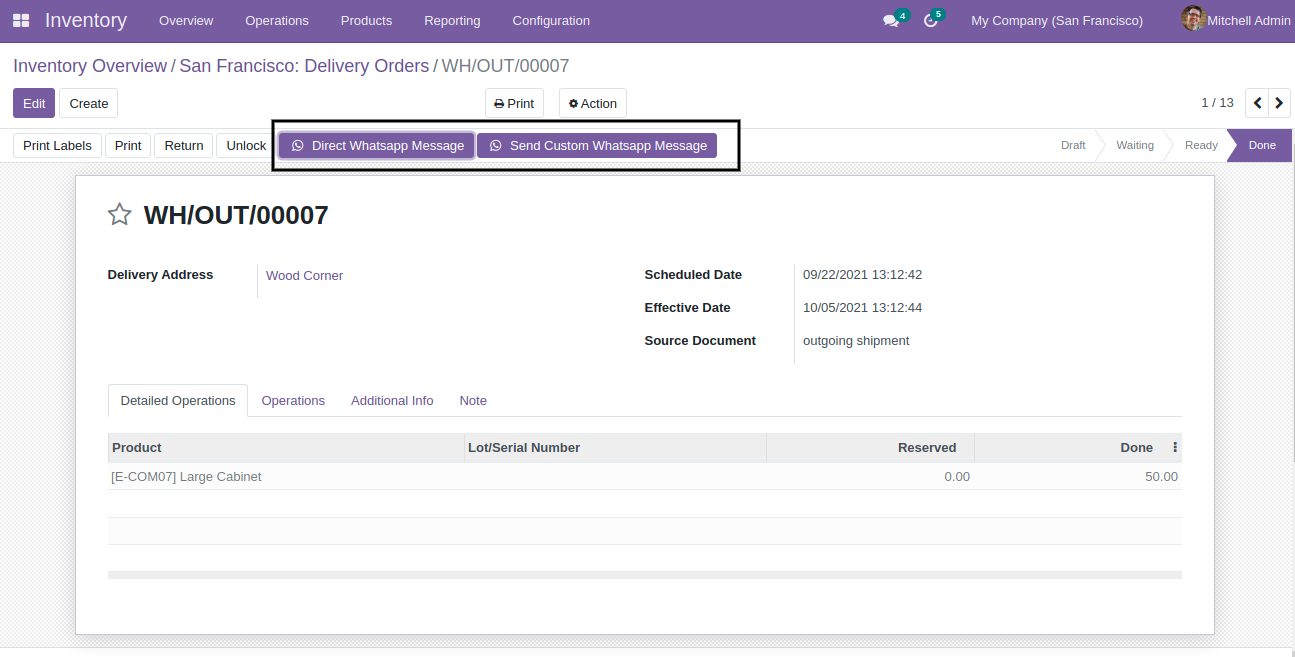 Inventory Overview Operations Products Reporting Configuration 4 5 My Company (San Francisco) Mitchell Admin
Inventory Overview / San Francisco: Delivery Orders / WH/OUT/00007
Edit Create Print Action 1 / 13
Print Labels Print Return Unlock Direct Whatsapp Message Send Custom Whatsapp Message Draft Waiting Ready Done
WH/OUT/00007
Delivery Address Wood Corner Scheduled Date 09/22/2021 13:12:42
Effective Date 10/05/2021 13:12:44
Source Document outgoing shipment
Detailed Operations Operations Additional Info Note
Product Lot/Serial Number Reserved Done
[E-COM07] Large Cabinet 0.00 50.00